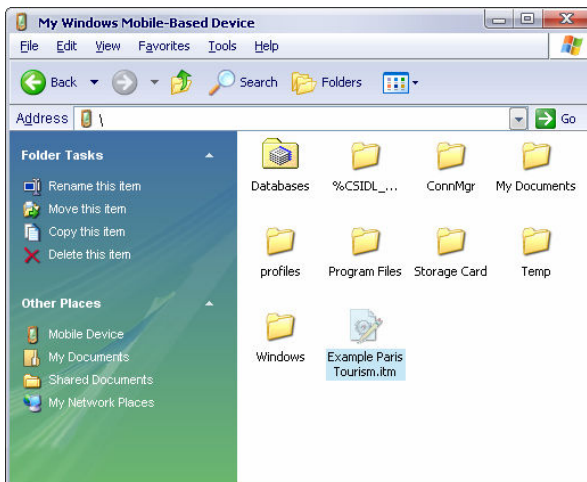 My Windows Mobile-Based Device
File Edit View Favorites Tools Help
Back Search Folders
Address \ Go
Folder Tasks
Rename this item
Move this item
Copy this item
Delete this item
Other Places
Mobile Device
My Documents
Shared Documents
My Network Places
Databases %CSIDL_... ConnMgr My Documents
profiles Program Files Storage Card Temp
Windows Example Paris
Tourism.itm